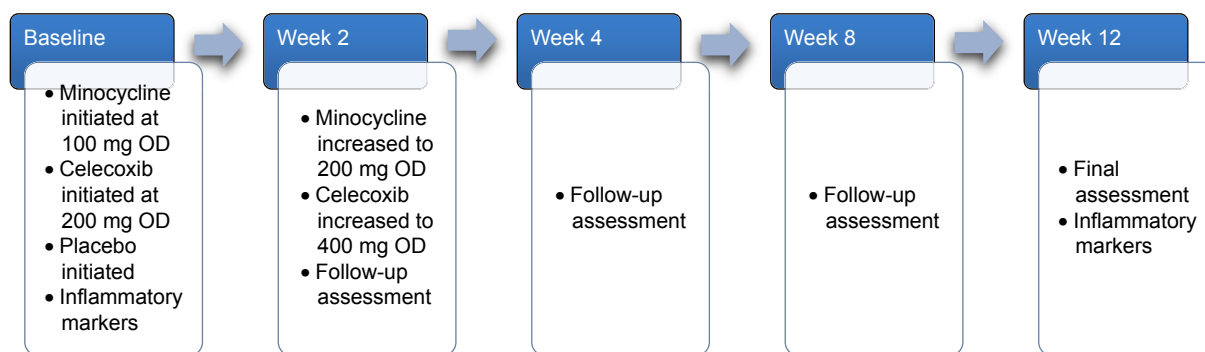 Baseline
• Minocycline
initiated at
100 mg OD
• Celecoxib
initiated at
200 mg OD
• Placebo
initiated
• Inflammatory
markers
Week 2
• Minocycline
increased to
200 mg OD
• Celecoxib
increased to
400 mg OD
• Follow-up
assessment
Week 4
• Follow-up
assessment
Week 8
• Follow-up
assessment
Week 12
• Final
assessment
• Inflammatory
markers